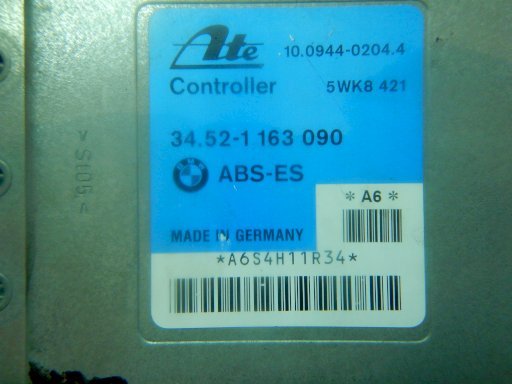 Ate
10.0944-0204.4
Controller
5WK8 421
34.52-1 163 090
BMW
ABS-ES
* A6 *
MADE IN GERMANY
*A6S4H11R34*